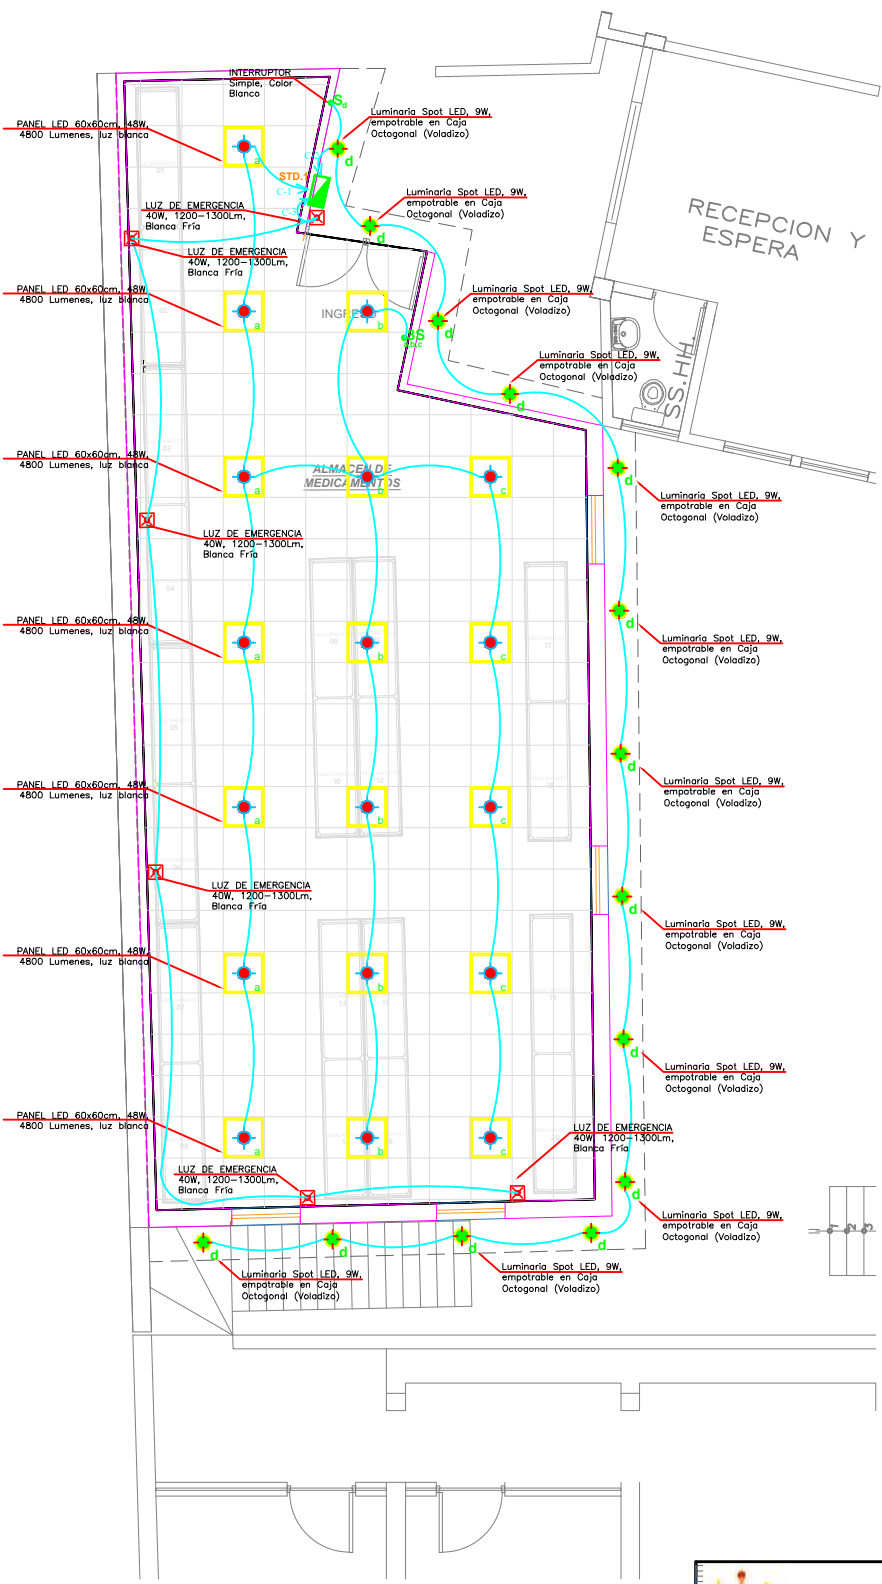 INTERRUPTOR
Simple, Color
Blanco
Sd
PANEL LED 60x60cm, 48W,
4800 Lumenes, luz blanca
a
Luminaria Spot LED, 9W,
empotrable en Caja
Octogonal (Voladizo)
d
STD.1
C-1
LUZ DE EMERGENCIA
40W, 1200-1300Lm,
Blanca Fría
Luminaria Spot LED, 9W,
empotrable en Caja
Octogonal (Voladizo)
d
RECEPCION Y
ESPERA
LUZ DE EMERGENCIA
40W, 1200-1300Lm,
Blanca Fría
PANEL LED 60x60cm, 48W,
4800 Lumenes, luz blanca
a
INGRESO
b
Luminaria Spot LED, 9W,
empotrable en Caja
Octogonal (Voladizo)
d
3S
a,b,c
SS.HH.
Luminaria Spot LED, 9W,
empotrable en Caja
Octogonal (Voladizo)
d
PANEL LED 60x60cm, 48W,
4800 Lumenes, luz blanca
a
ALMACEN DE
MEDICAMENTOS
b
c
d
Luminaria Spot LED, 9W,
empotrable en Caja
Octogonal (Voladizo)
LUZ DE EMERGENCIA
40W, 1200-1300Lm,
Blanca Fría
PANEL LED 60x60cm, 48W,
4800 Lumenes, luz blanca
a
b
c
d
Luminaria Spot LED, 9W,
empotrable en Caja
Octogonal (Voladizo)
PANEL LED 60x60cm, 48W,
4800 Lumenes, luz blanca
a
b
c
d
Luminaria Spot LED, 9W,
empotrable en Caja
Octogonal (Voladizo)
LUZ DE EMERGENCIA
40W, 1200-1300Lm,
Blanca Fría
d
Luminaria Spot LED, 9W,
empotrable en Caja
Octogonal (Voladizo)
PANEL LED 60x60cm, 48W,
4800 Lumenes, luz blanca
a
b
c
d
Luminaria Spot LED, 9W,
empotrable en Caja
Octogonal (Voladizo)
PANEL LED 60x60cm, 48W,
4800 Lumenes, luz blanca
a
b
c
LUZ DE EMERGENCIA
40W, 1200-1300Lm,
Blanca Fría
LUZ DE EMERGENCIA
40W, 1200-1300Lm,
Blanca Fría
d
Luminaria Spot LED, 9W,
empotrable en Caja
Octogonal (Voladizo)
d
d
d
d
Luminaria Spot LED, 9W,
empotrable en Caja
Octogonal (Voladizo)
Luminaria Spot LED, 9W,
empotrable en Caja
Octogonal (Voladizo)
1
2
3